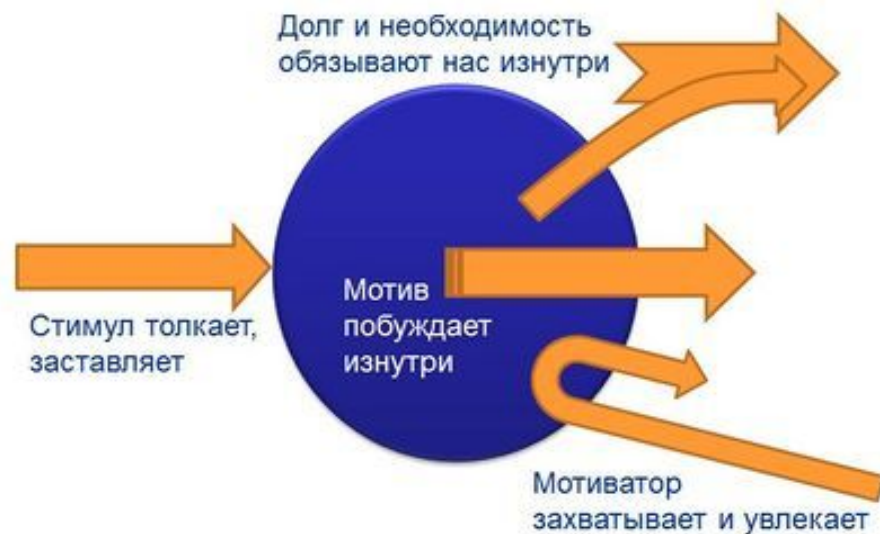 Долг и необходимость
обязывают нас изнутри
Стимул толкает,
заставляет
Мотив
побуждает
изнутри
Мотиватор
захватывает и увлекает